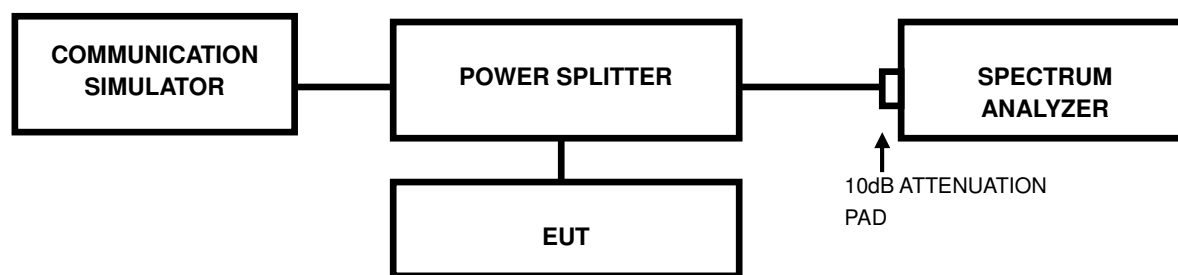 COMMUNICATION
SIMULATOR
POWER SPLITTER
SPECTRUM
ANALYZER
10dB ATTENUATION
PAD
EUT